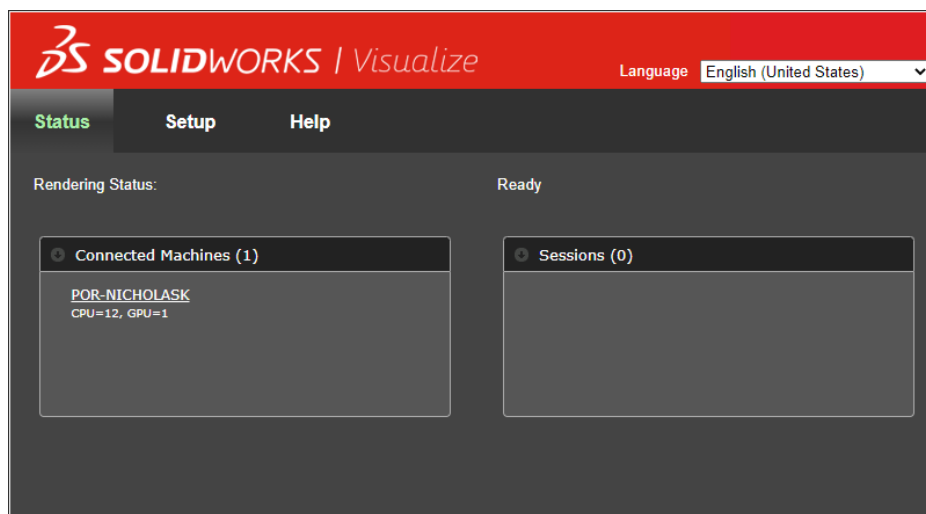 SOLIDWORKS | Visualize
Language English (United States)
Status Setup Help
Rendering Status: Ready
Connected Machines (1)
POR-NICHOLASK
CPU=12, GPU=1
Sessions (0)